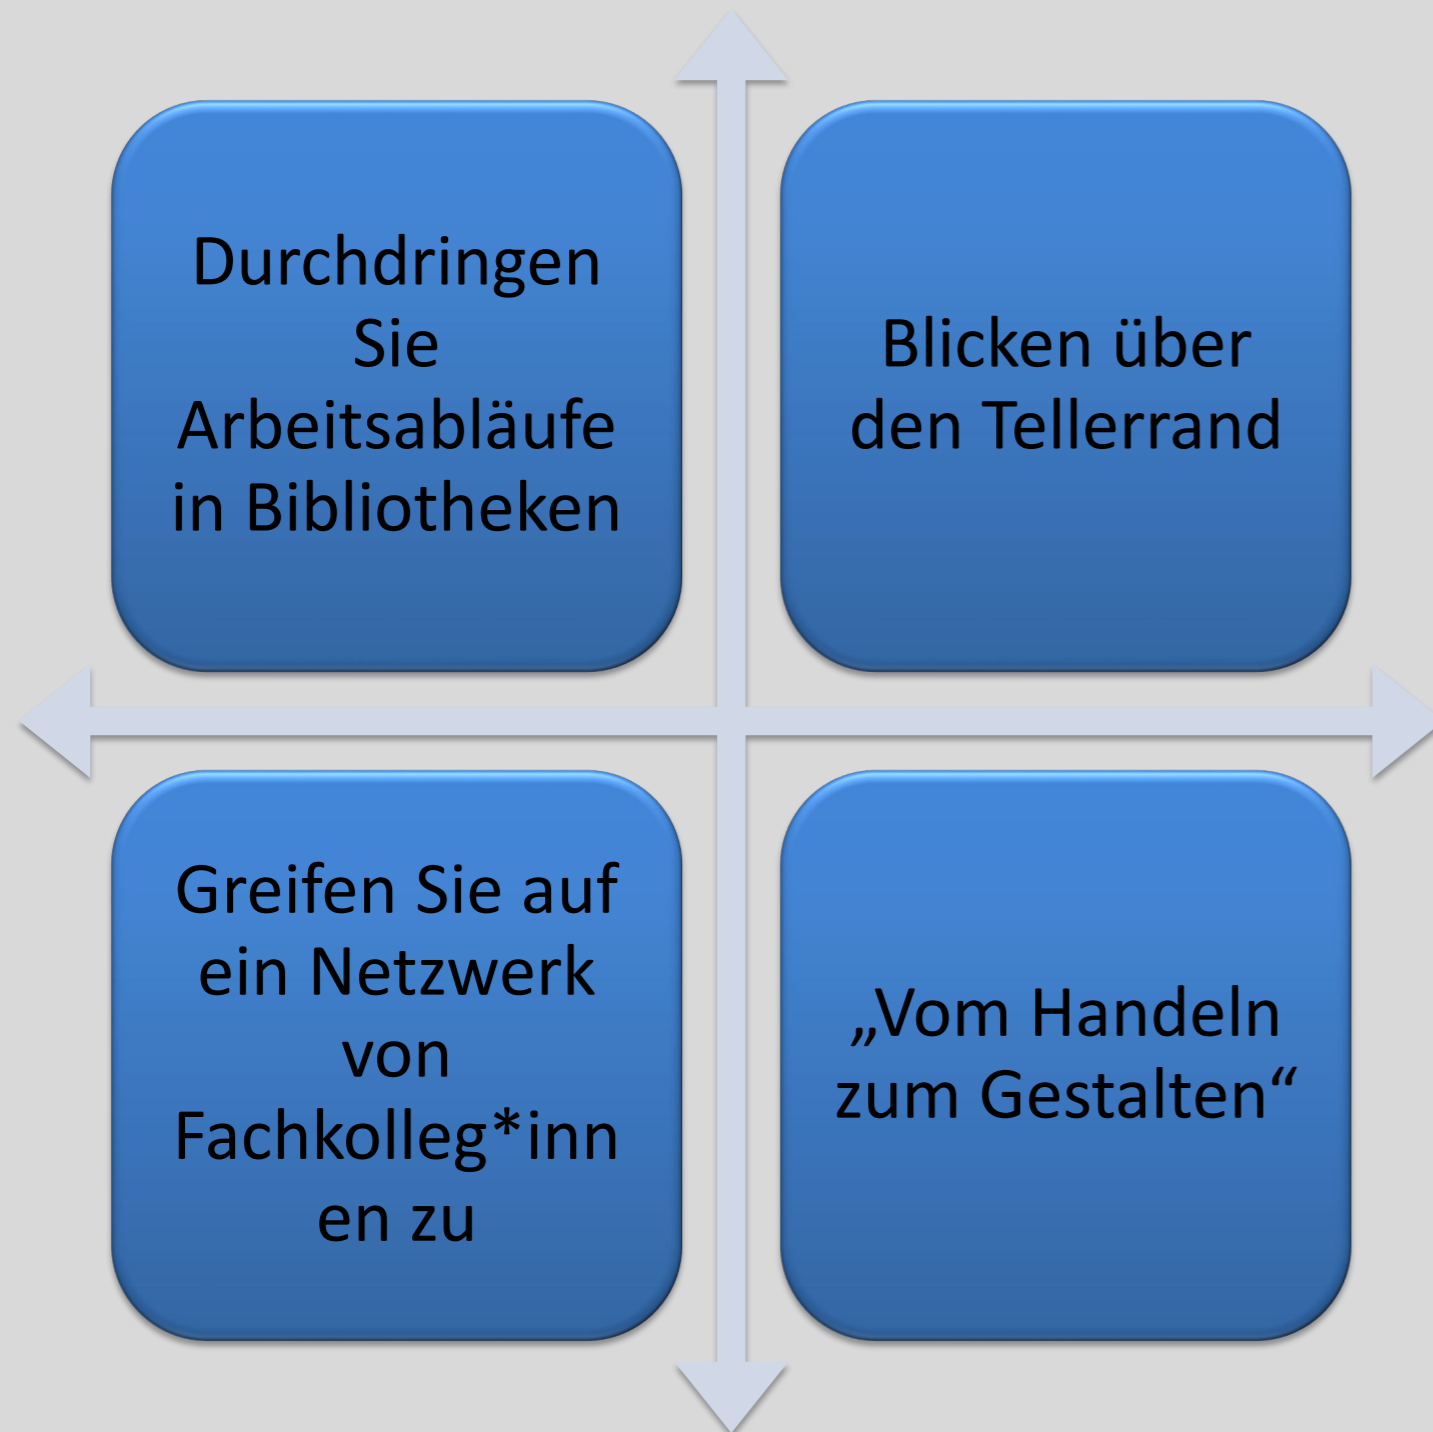 Durchdringen
Sie
Arbeitsabläufe
in Bibliotheken
Blicken über
den Tellerrand
Greifen Sie auf
ein Netzwerk
von
Fachkolleg*inn
en zu
„Vom Handeln
zum Gestalten“